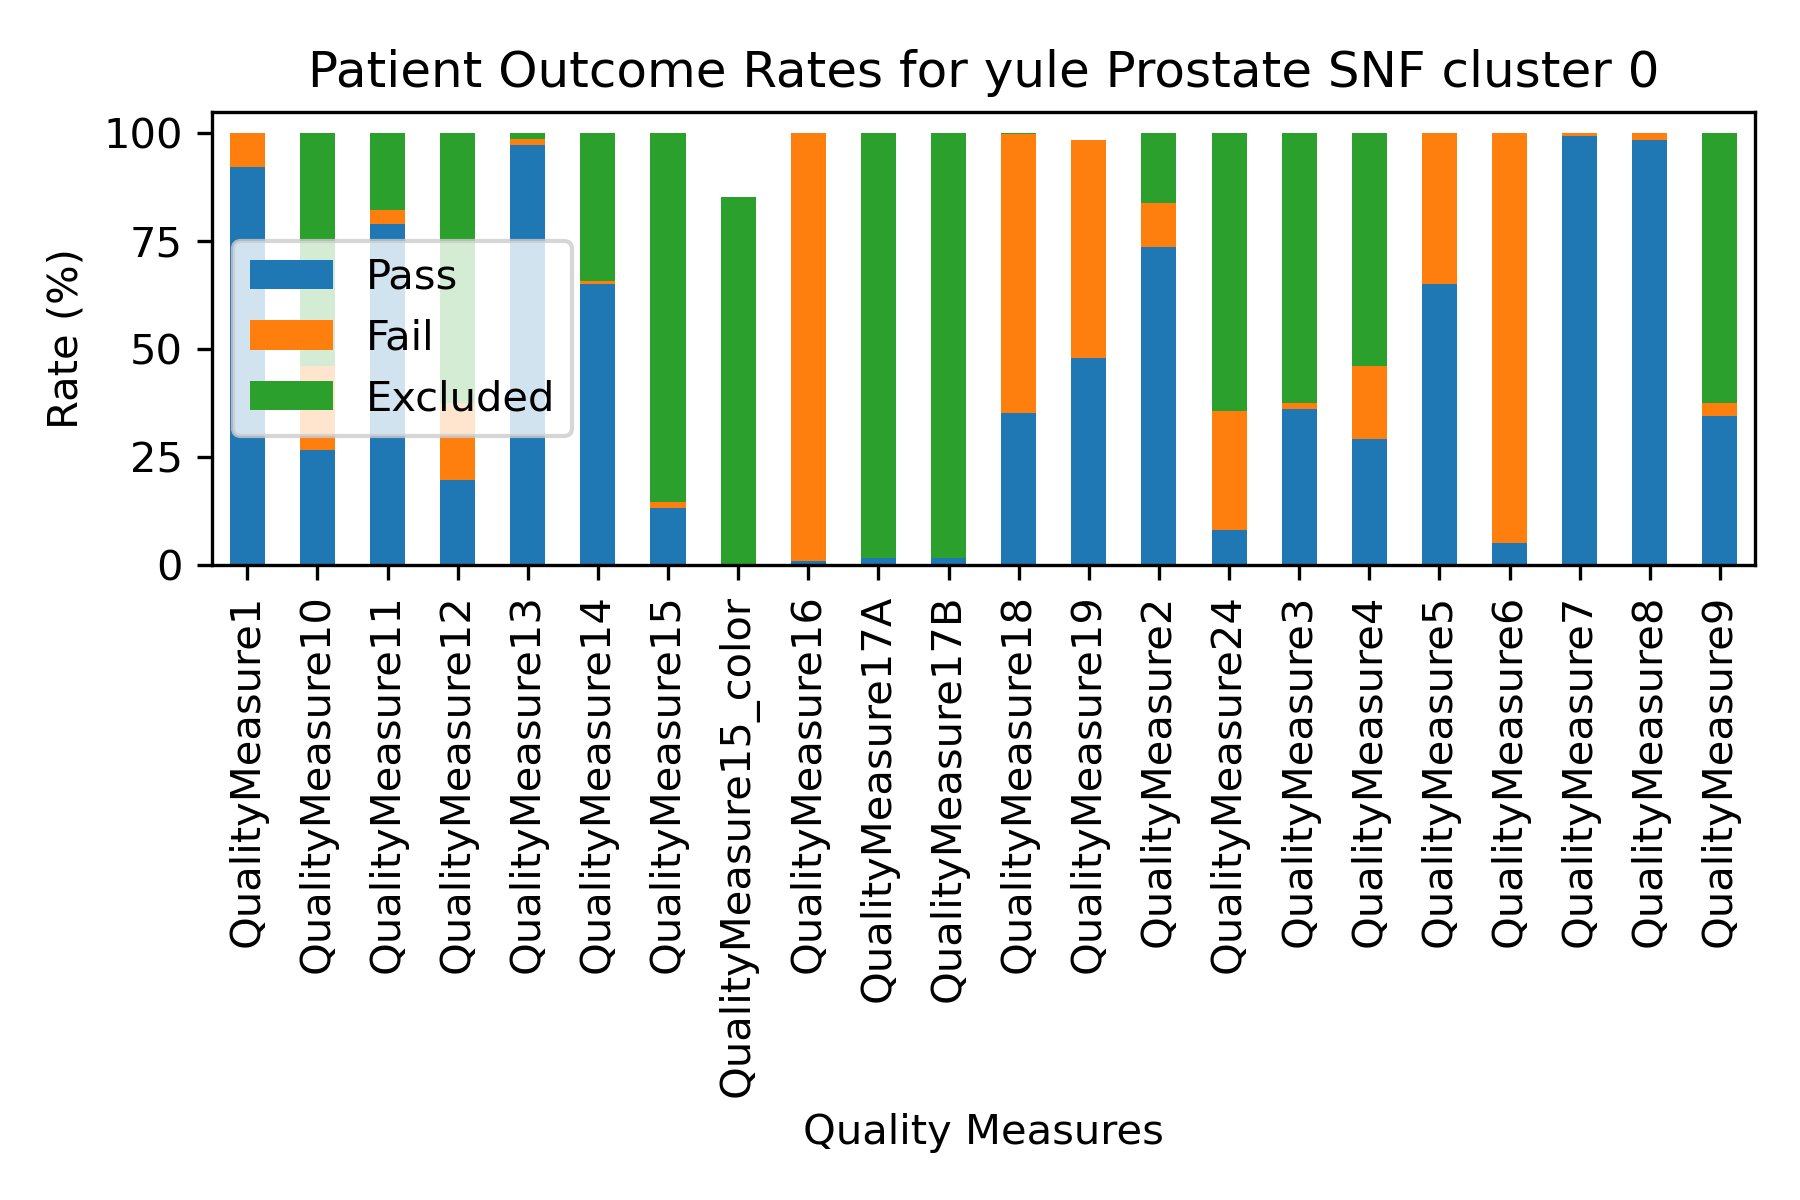 Patient Outcome Rates for yule Prostate SNF cluster 0
Rate (%)
100
75
50
25
0
Pass
Fail
Excluded
QualityMeasure1
QualityMeasure10
QualityMeasure11
QualityMeasure12
QualityMeasure13
QualityMeasure14
QualityMeasure15
QualityMeasure15_color
QualityMeasure16
QualityMeasure17A
QualityMeasure17B
QualityMeasure18
QualityMeasure19
QualityMeasure2
QualityMeasure24
QualityMeasure3
QualityMeasure4
QualityMeasure5
QualityMeasure6
QualityMeasure7
QualityMeasure8
QualityMeasure9
Quality Measures